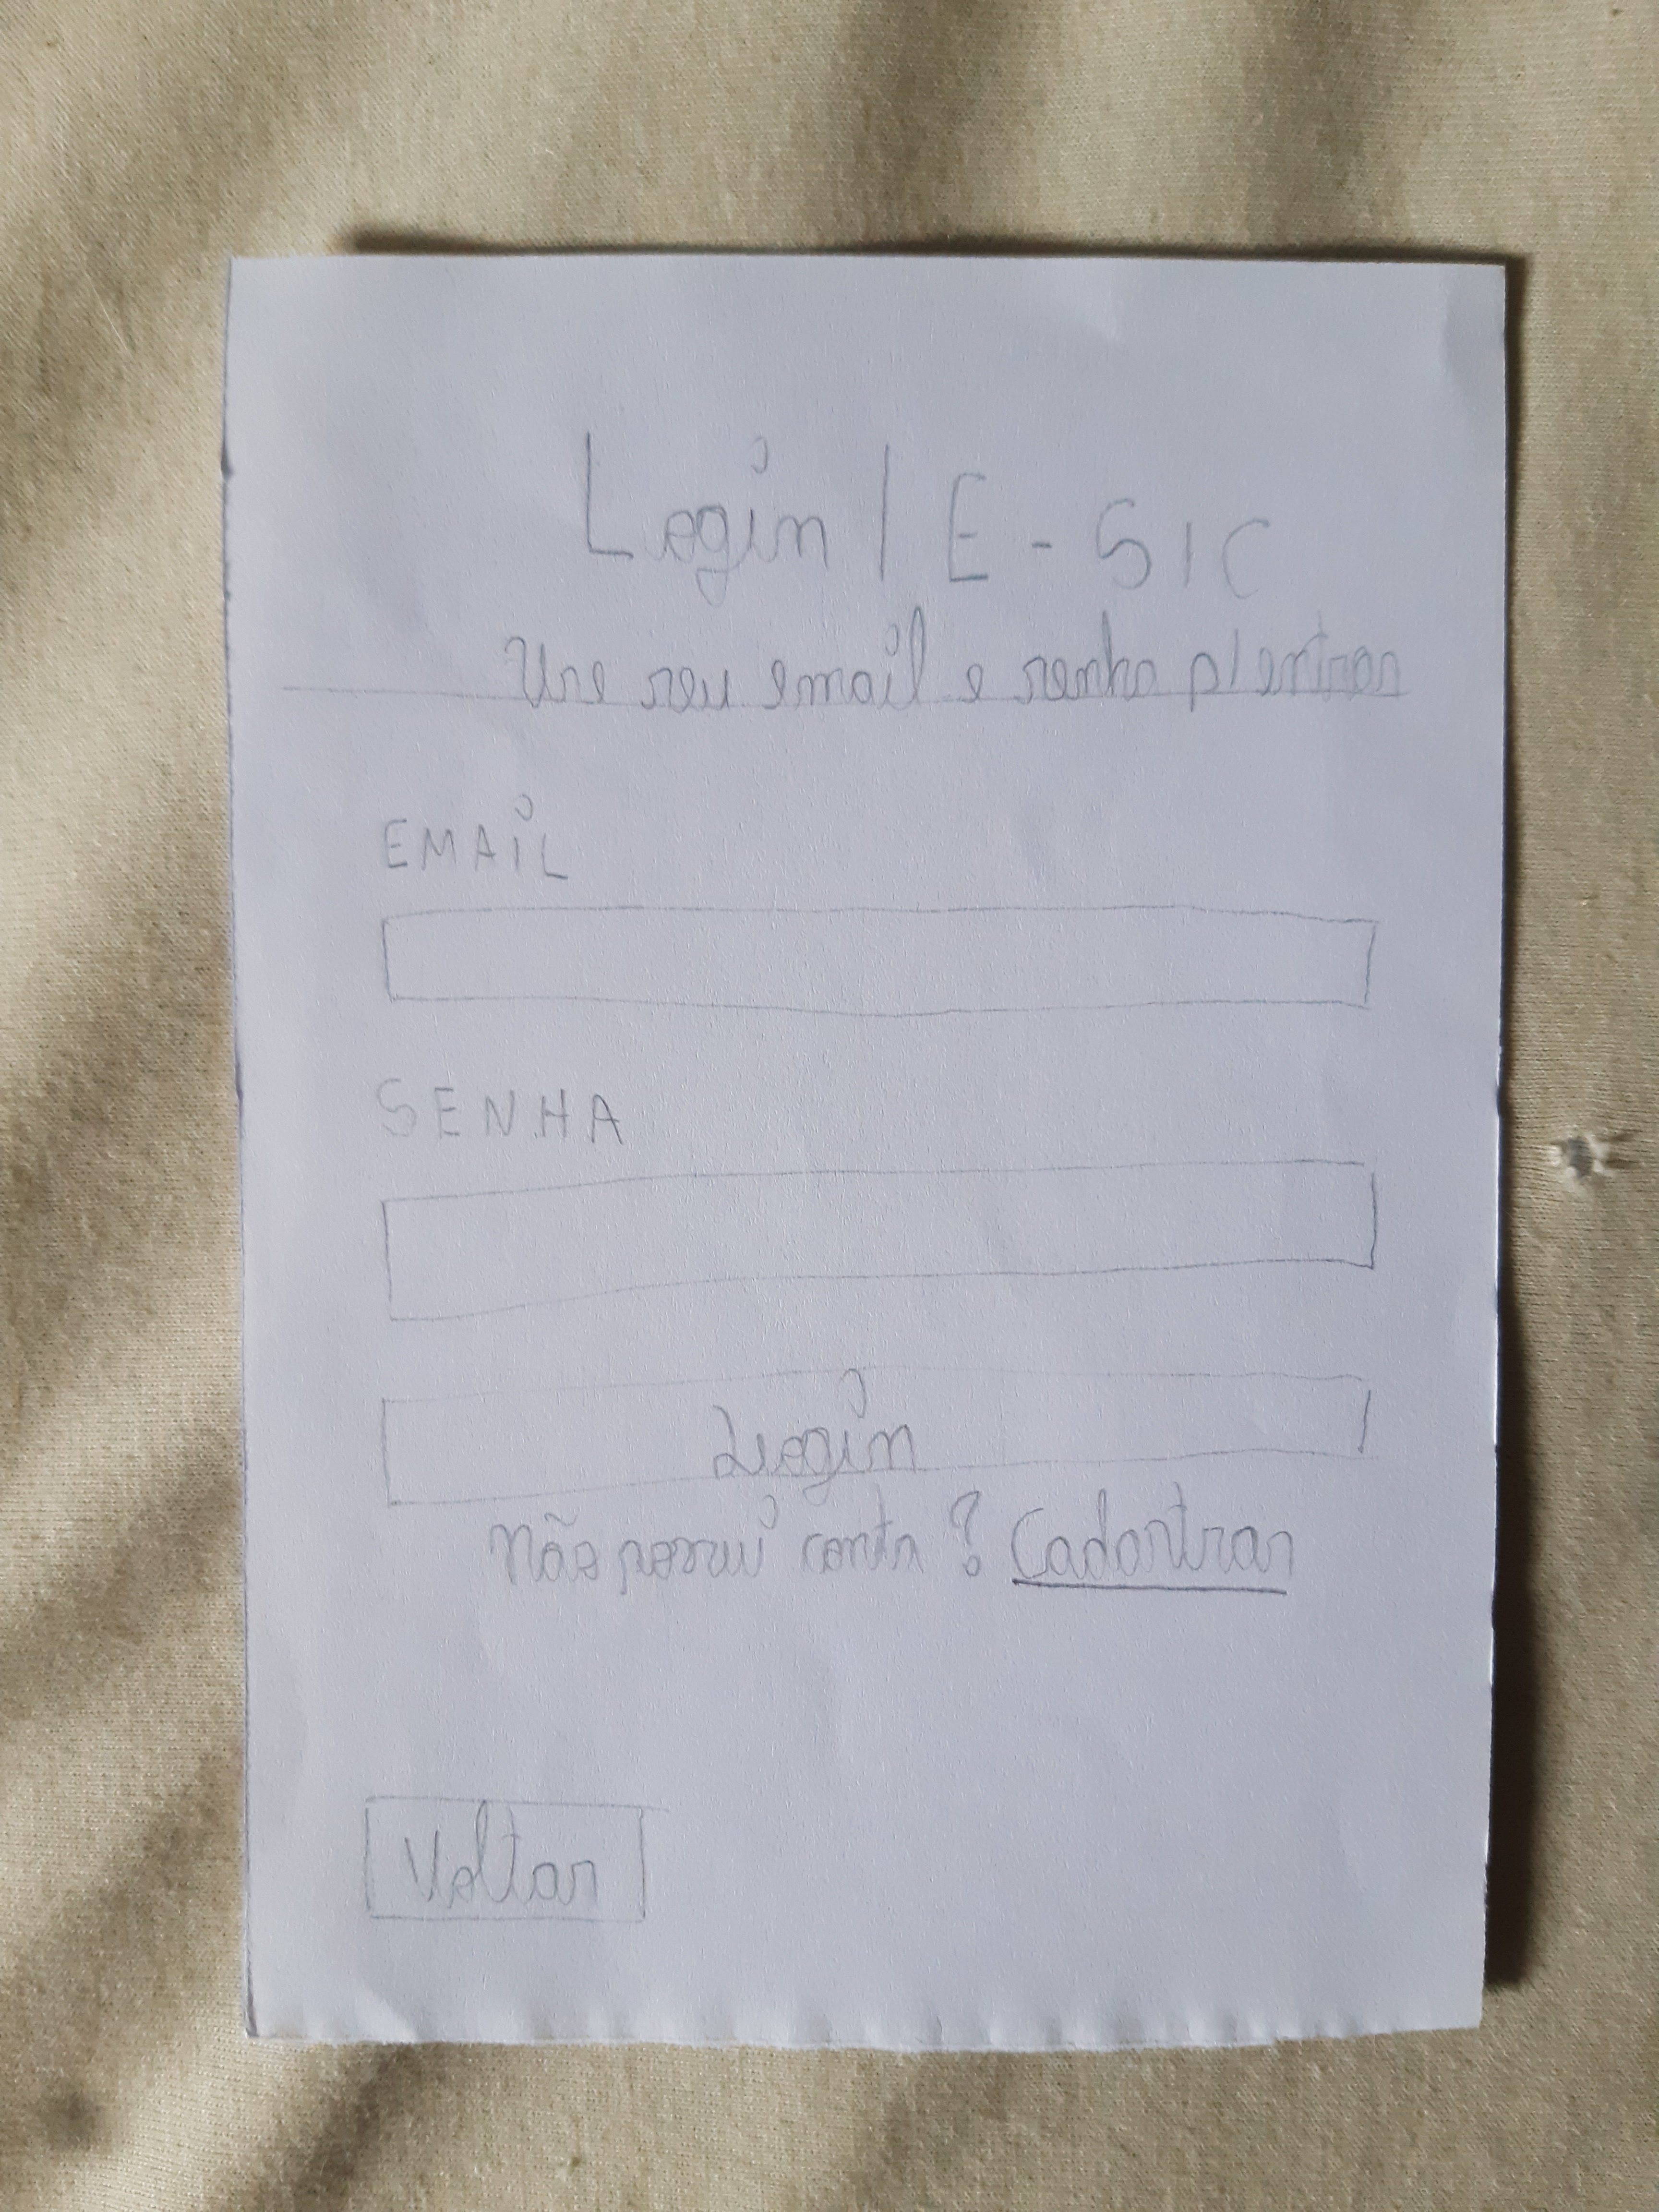 Login | E-SIC
Use seu email e senha p/ entrar
EMAIL
SENHA
Login
Não possui conta? Cadastrar
Voltar